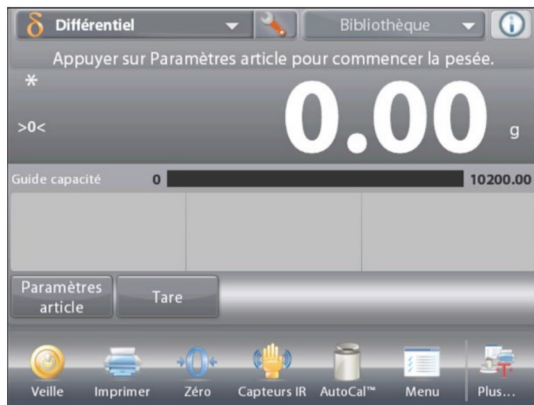 δ Différentiel Bibliothèque
Appuyer sur Paramètres article pour commencer la pesée.
*
>0< 0.00 g
Guide capacité 0 10200.00
Paramètres article Tare
Veille Imprimer Zéro Capteurs IR AutoCal™ Menu Plus...